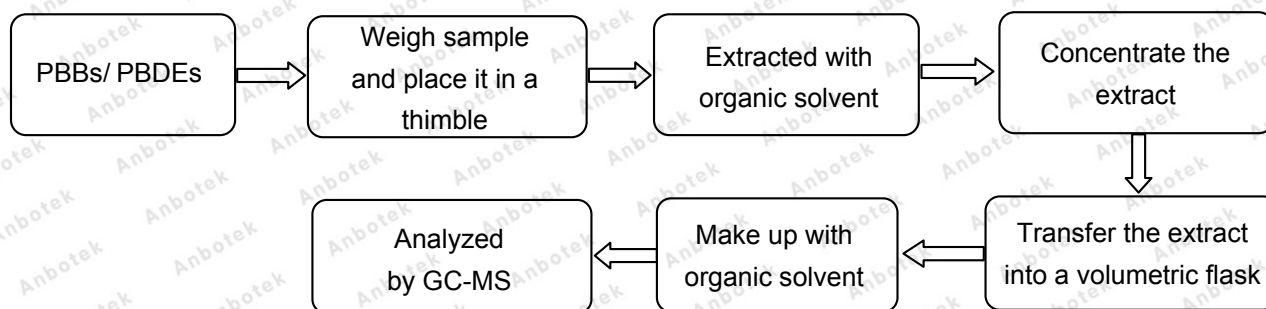 PBBs/ PBDEs
Weigh sample
and place it in a
thimble
Extracted with
organic solvent
Concentrate the
extract
Transfer the extract
into a volumetric flask
Make up with
organic solvent
Analyzed
by GC-MS
Anbotek